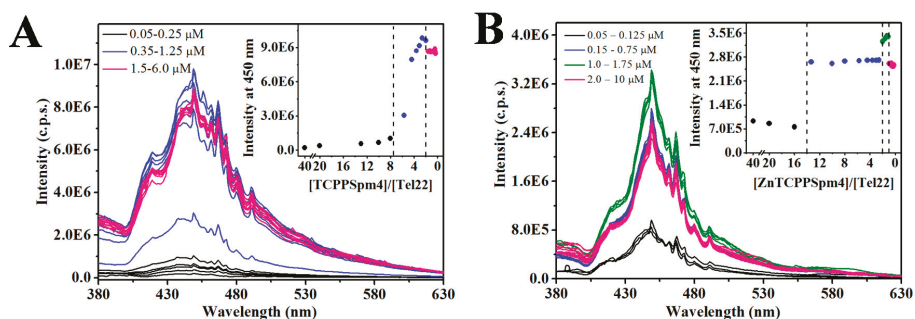 A
0.05-0.25 µM
0.35-1.25 µM
1.5-6.0 µM
Intensity (c.p.s.)
1.0E7
8.0E6
6.0E6
4.0E6
2.0E6
0.0
380 430 480 530 580 630
Wavelength (nm)
Intensity at 450 nm
9.0E6
6.0E6
3.0E6
0.0
40 20 16 12 8 4 0
[TCPPSpm4]/[Tel22]
B
0.05 – 0.125 µM
0.15 - 0.75 µM
1.0 – 1.75 µM
2.0 – 10 µM
Intensity (c.p.s.)
4.0E6
3.2E6
2.4E6
1.6E6
8.0E5
0.0
380 430 480 530 580 630
Wavelength (nm)
Intensity at 450 nm
3.5E6
2.8E6
2.1E6
1.4E6
7.0E5
0.0
40 20 16 12 8 4 0
[ZnTCPPSpm4]/[Tel22]